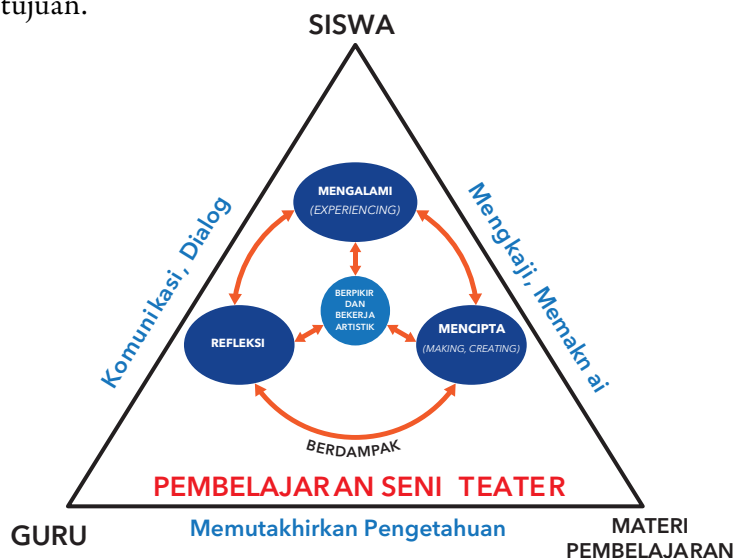 tujuan.
SISWA
Komunikasi, Dialog
Mengkaji, Memakn ai
MENGALAMI
(EXPERIENCING)
BERPIKIR
DAN
BEKERJA
ARTISTIK
REFLEKSI
MENCIPTA
(MAKING, CREATING)
BERDAMPAK
PEMBELAJARAN SENI TEATER
GURU
Memutakhirkan Pengetahuan
MATERI
PEMBELAJARAN